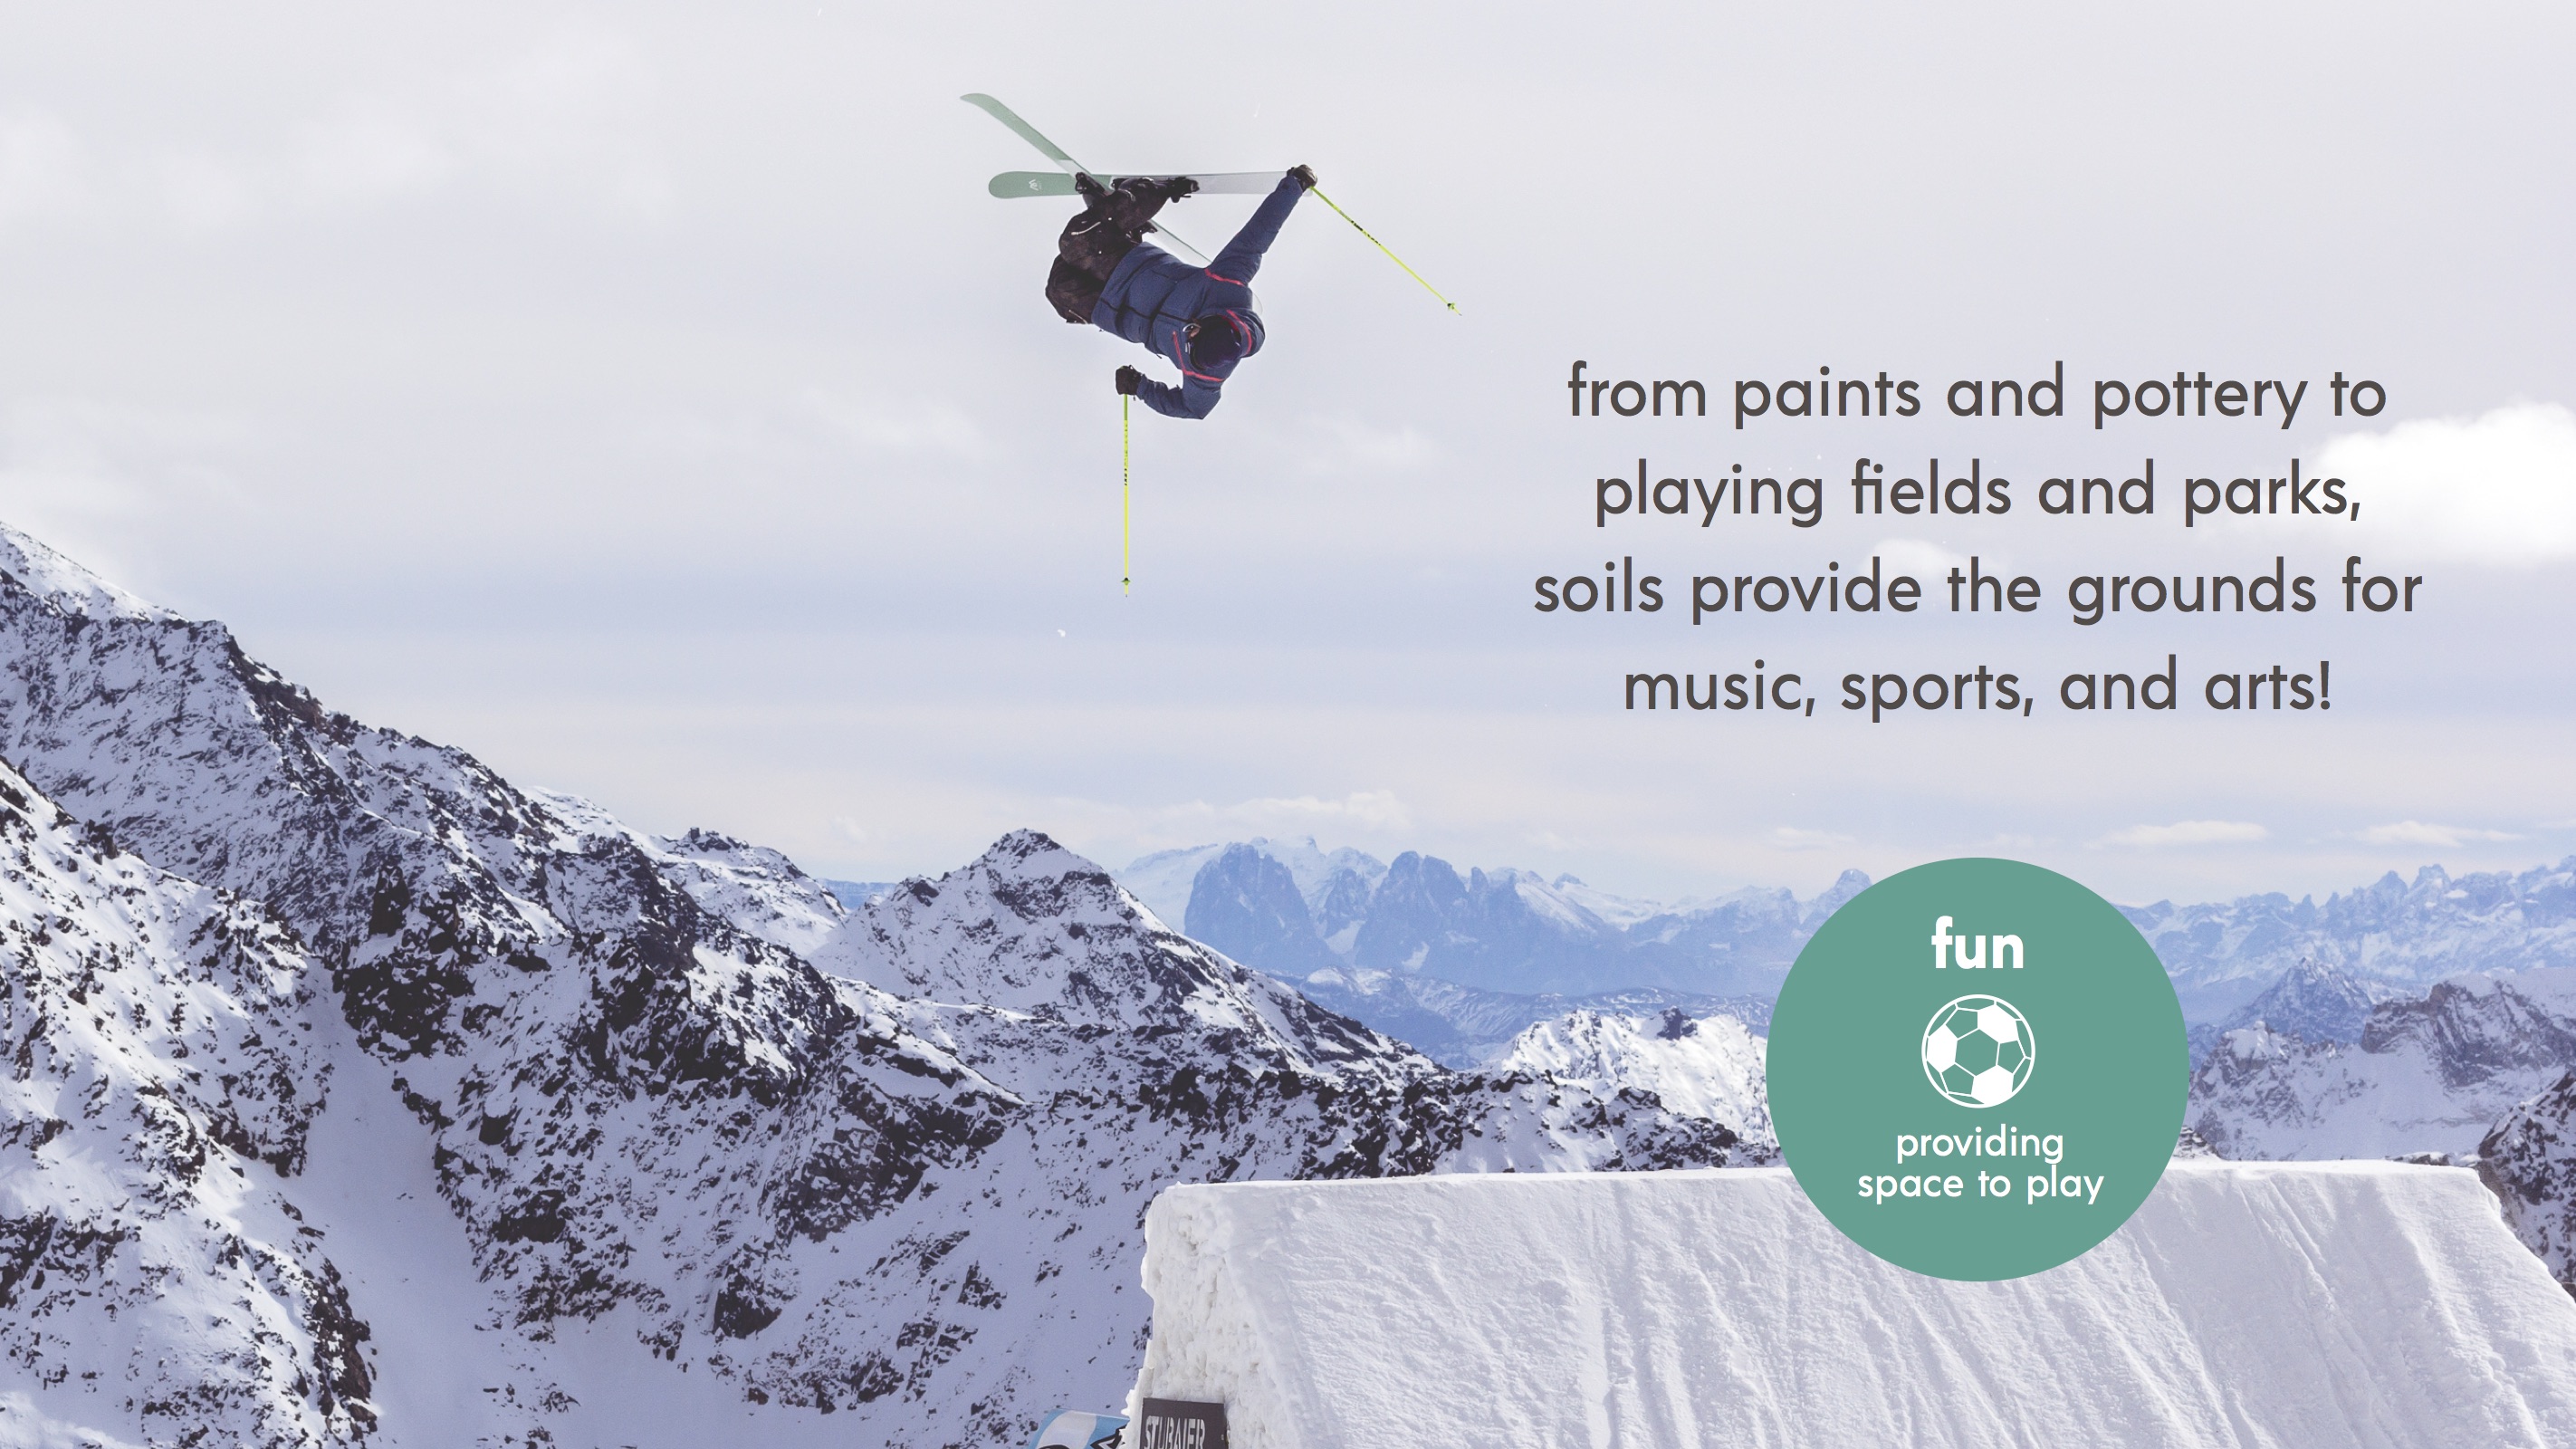 from paints and pottery to
playing fields and parks,
soils provide the grounds for
music, sports, and arts!
fun
providing
space to play
STUBAIER